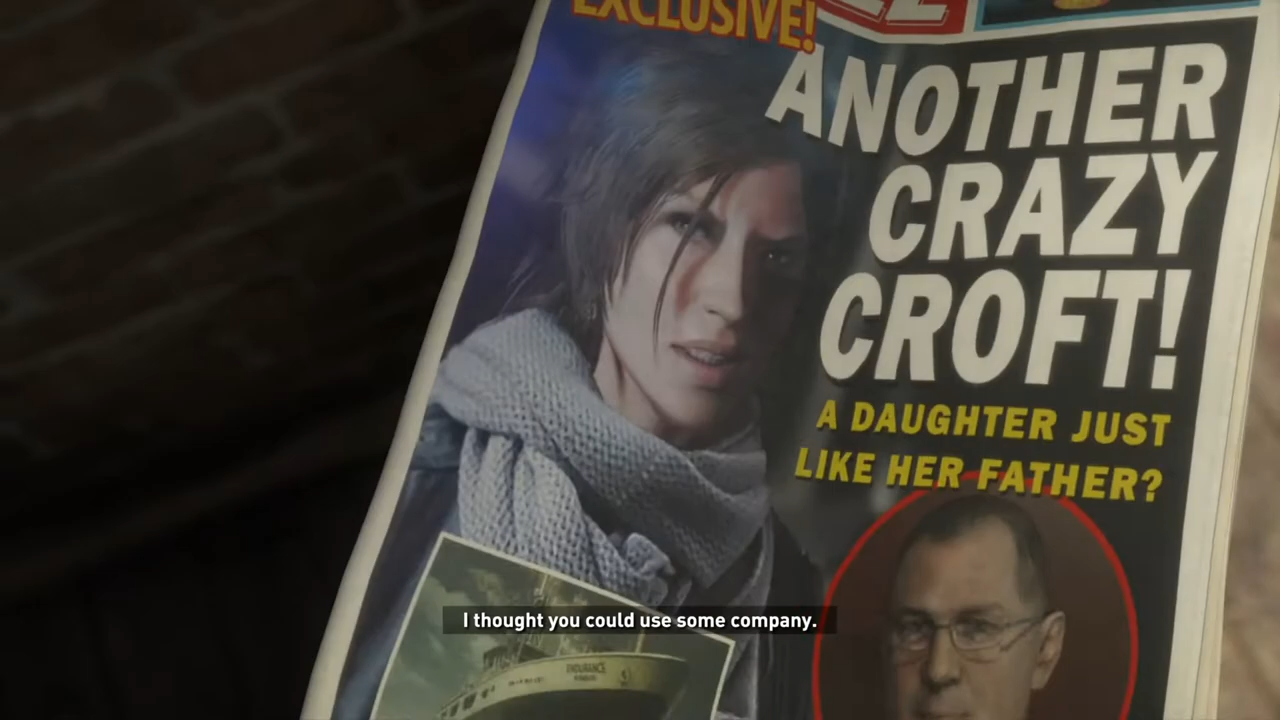 EXCLUSIVE!
ANOTHER
CRAZY
CROFT!
A DAUGHTER JUST
LIKE HER FATHER?
I thought you could use some company.
ENDURANCE